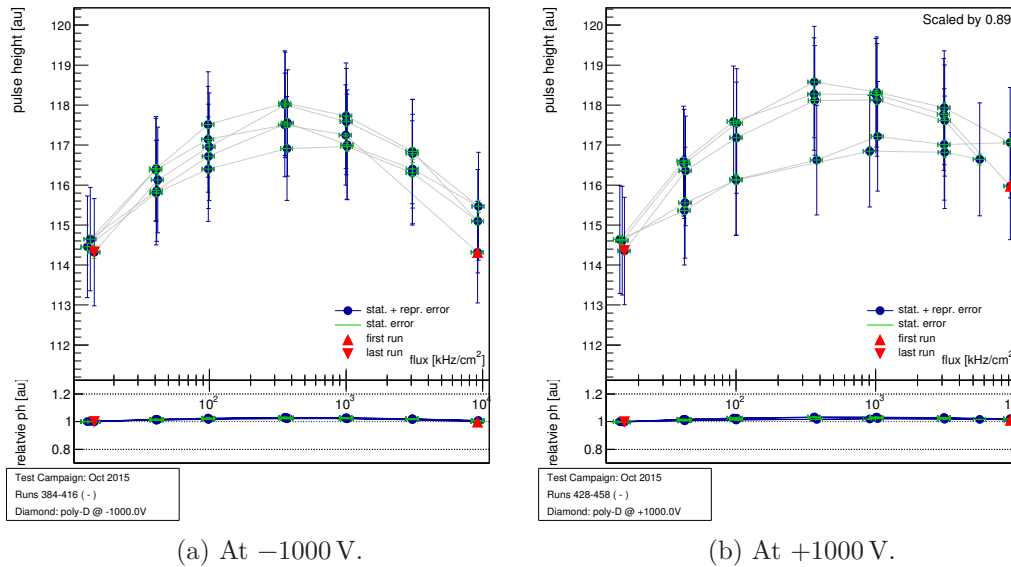 pulse height [au]
120
119
118
117
116
115
114
113
112
stat. + repr. error
stat. error
first run
last run
flux [kHz/cm²]
relatvie ph [au]
1.2
1
0.8
10²
10³
10⁴
Test Campaign: Oct 2015
Runs 384-416 ( - )
Diamond: poly-D @ -1000.0V
(a) At −1000 V.
pulse height [au]
Scaled by 0.89
120
119
118
117
116
115
114
113
112
stat. + repr. error
stat. error
first run
last run
flux [kHz/cm²
relatvie ph [au]
1.2
1
0.8
10²
10³
Test Campaign: Oct 2015
Runs 428-458 ( - )
Diamond: poly-D @ +1000.0V
(b) At +1000 V.